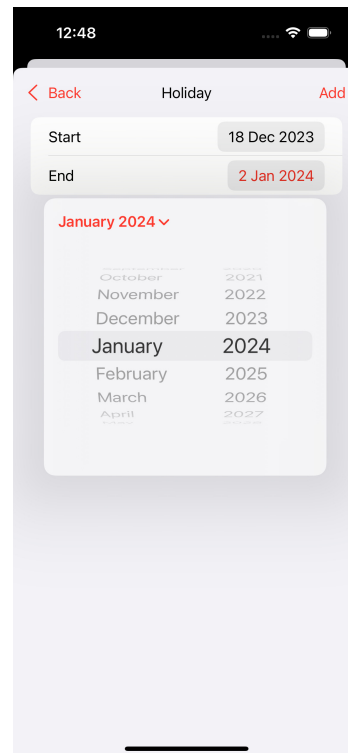 12:48
Back Holiday Add
Start 18 Dec 2023
End 2 Jan 2024
January 2024
October 2021
November 2022
December 2023
January 2024
February 2025
March 2026
April 2027